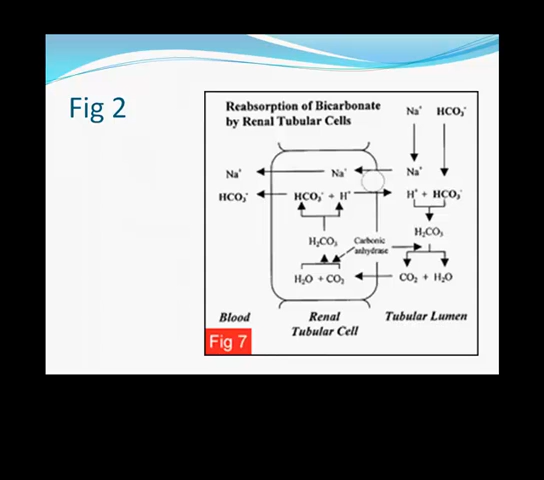 Fig 2
Reabsorption of Bicarbonate
by Renal Tubular Cells
Na⁺ HCO₃⁻
Na⁺ Na⁺ Na⁺
HCO₃⁻ HCO₃⁻ + H⁺ H⁺ + HCO₃⁻
H₂CO₃
H₂CO₃ Carbonic
anhydrase
H₂O + CO₂ CO₂ + H₂O
Blood Renal Tubular Lumen
Tubular Cell
Fig 7